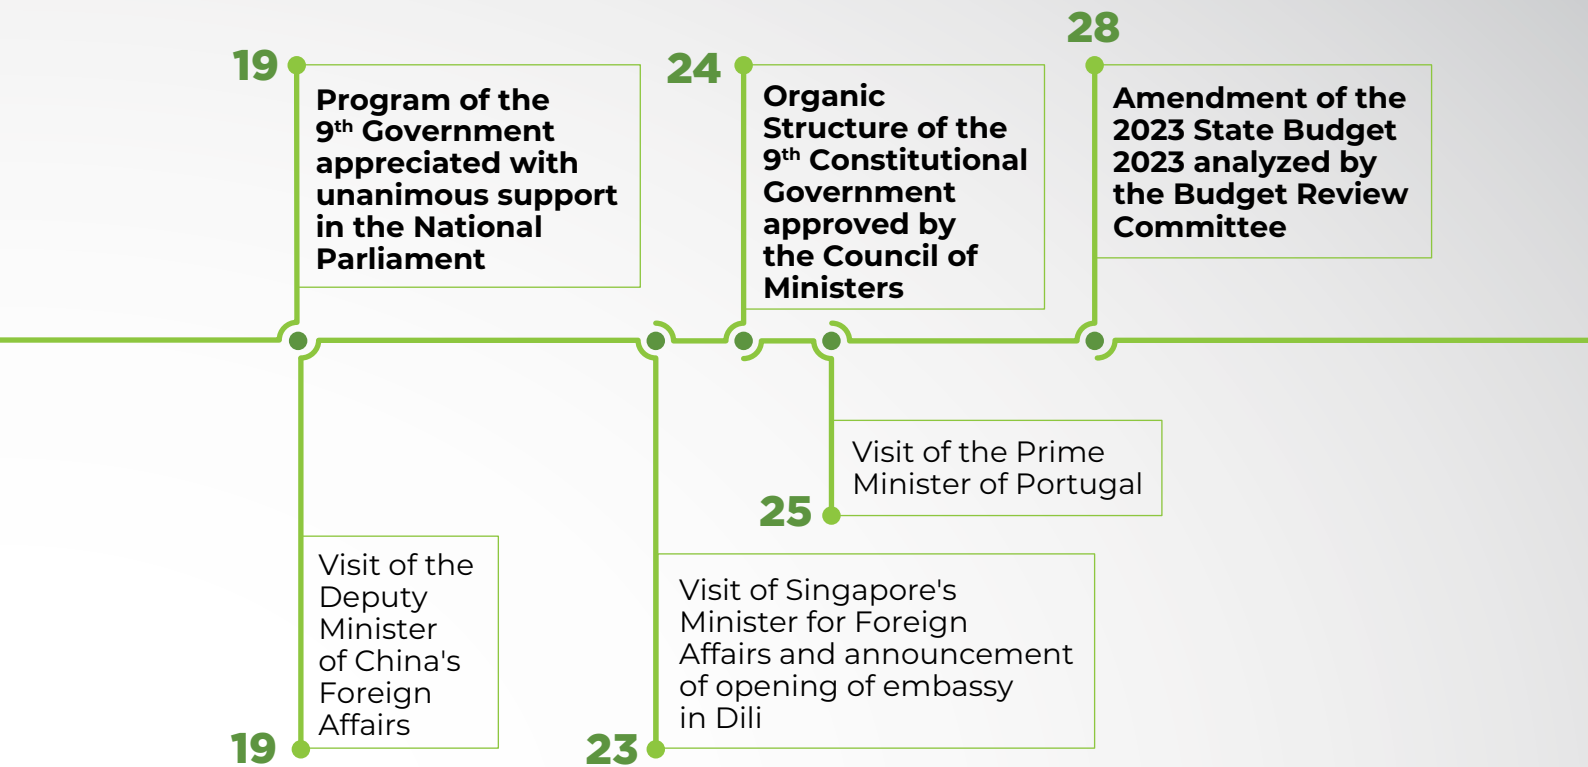 19
Program of the
9th Government
appreciated with
unanimous support
in the National
Parliament
24
Organic
Structure of the
9th Constitutional
Government
approved by
the Council of
Ministers
28
Amendment of the
2023 State Budget
2023 analyzed by
the Budget Review
Committee
19
Visit of the
Deputy
Minister
of China's
Foreign
Affairs
23
Visit of Singapore's
Minister for Foreign
Affairs and announcement
of opening of embassy
in Dili
25
Visit of the Prime
Minister of Portugal